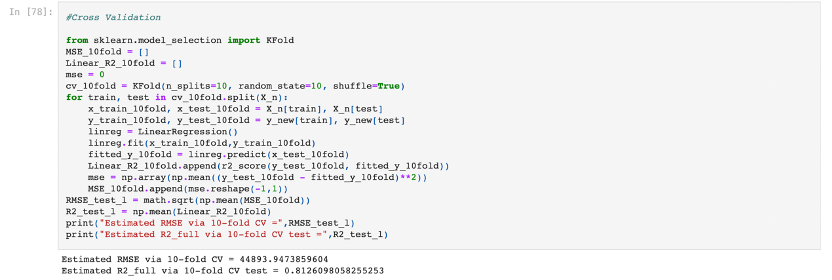 In [78]:
#Cross Validation
from sklearn.model_selection import KFold
MSE_10fold = []
Linear_R2_10fold = []
mse = 0
cv_10fold = KFold(n_splits=10, random_state=10, shuffle=True)
for train, test in cv_10fold.split(X_n):
    x_train_10fold, x_test_10fold = X_n[train], X_n[test]
    y_train_10fold, y_test_10fold = y_new[train], y_new[test]
    linreg = LinearRegression()
    linreg.fit(x_train_10fold,y_train_10fold)
    fitted_y_10fold = linreg.predict(x_test_10fold)
    Linear_R2_10fold.append(r2_score(y_test_10fold, fitted_y_10fold))
    mse = np.array(np.mean((y_test_10fold - fitted_y_10fold)**2))
    MSE_10fold.append(mse.reshape(-1,1))
RMSE_test_l = math.sqrt(np.mean(MSE_10fold))
R2_test_l = np.mean(Linear_R2_10fold)
print("Estimated RMSE via 10-fold CV =",RMSE_test_l)
print("Estimated R2_full via 10-fold CV test =",R2_test_l)
Estimated RMSE via 10-fold CV = 44893.9473859604
Estimated R2_full via 10-fold CV test = 0.8126098058255253